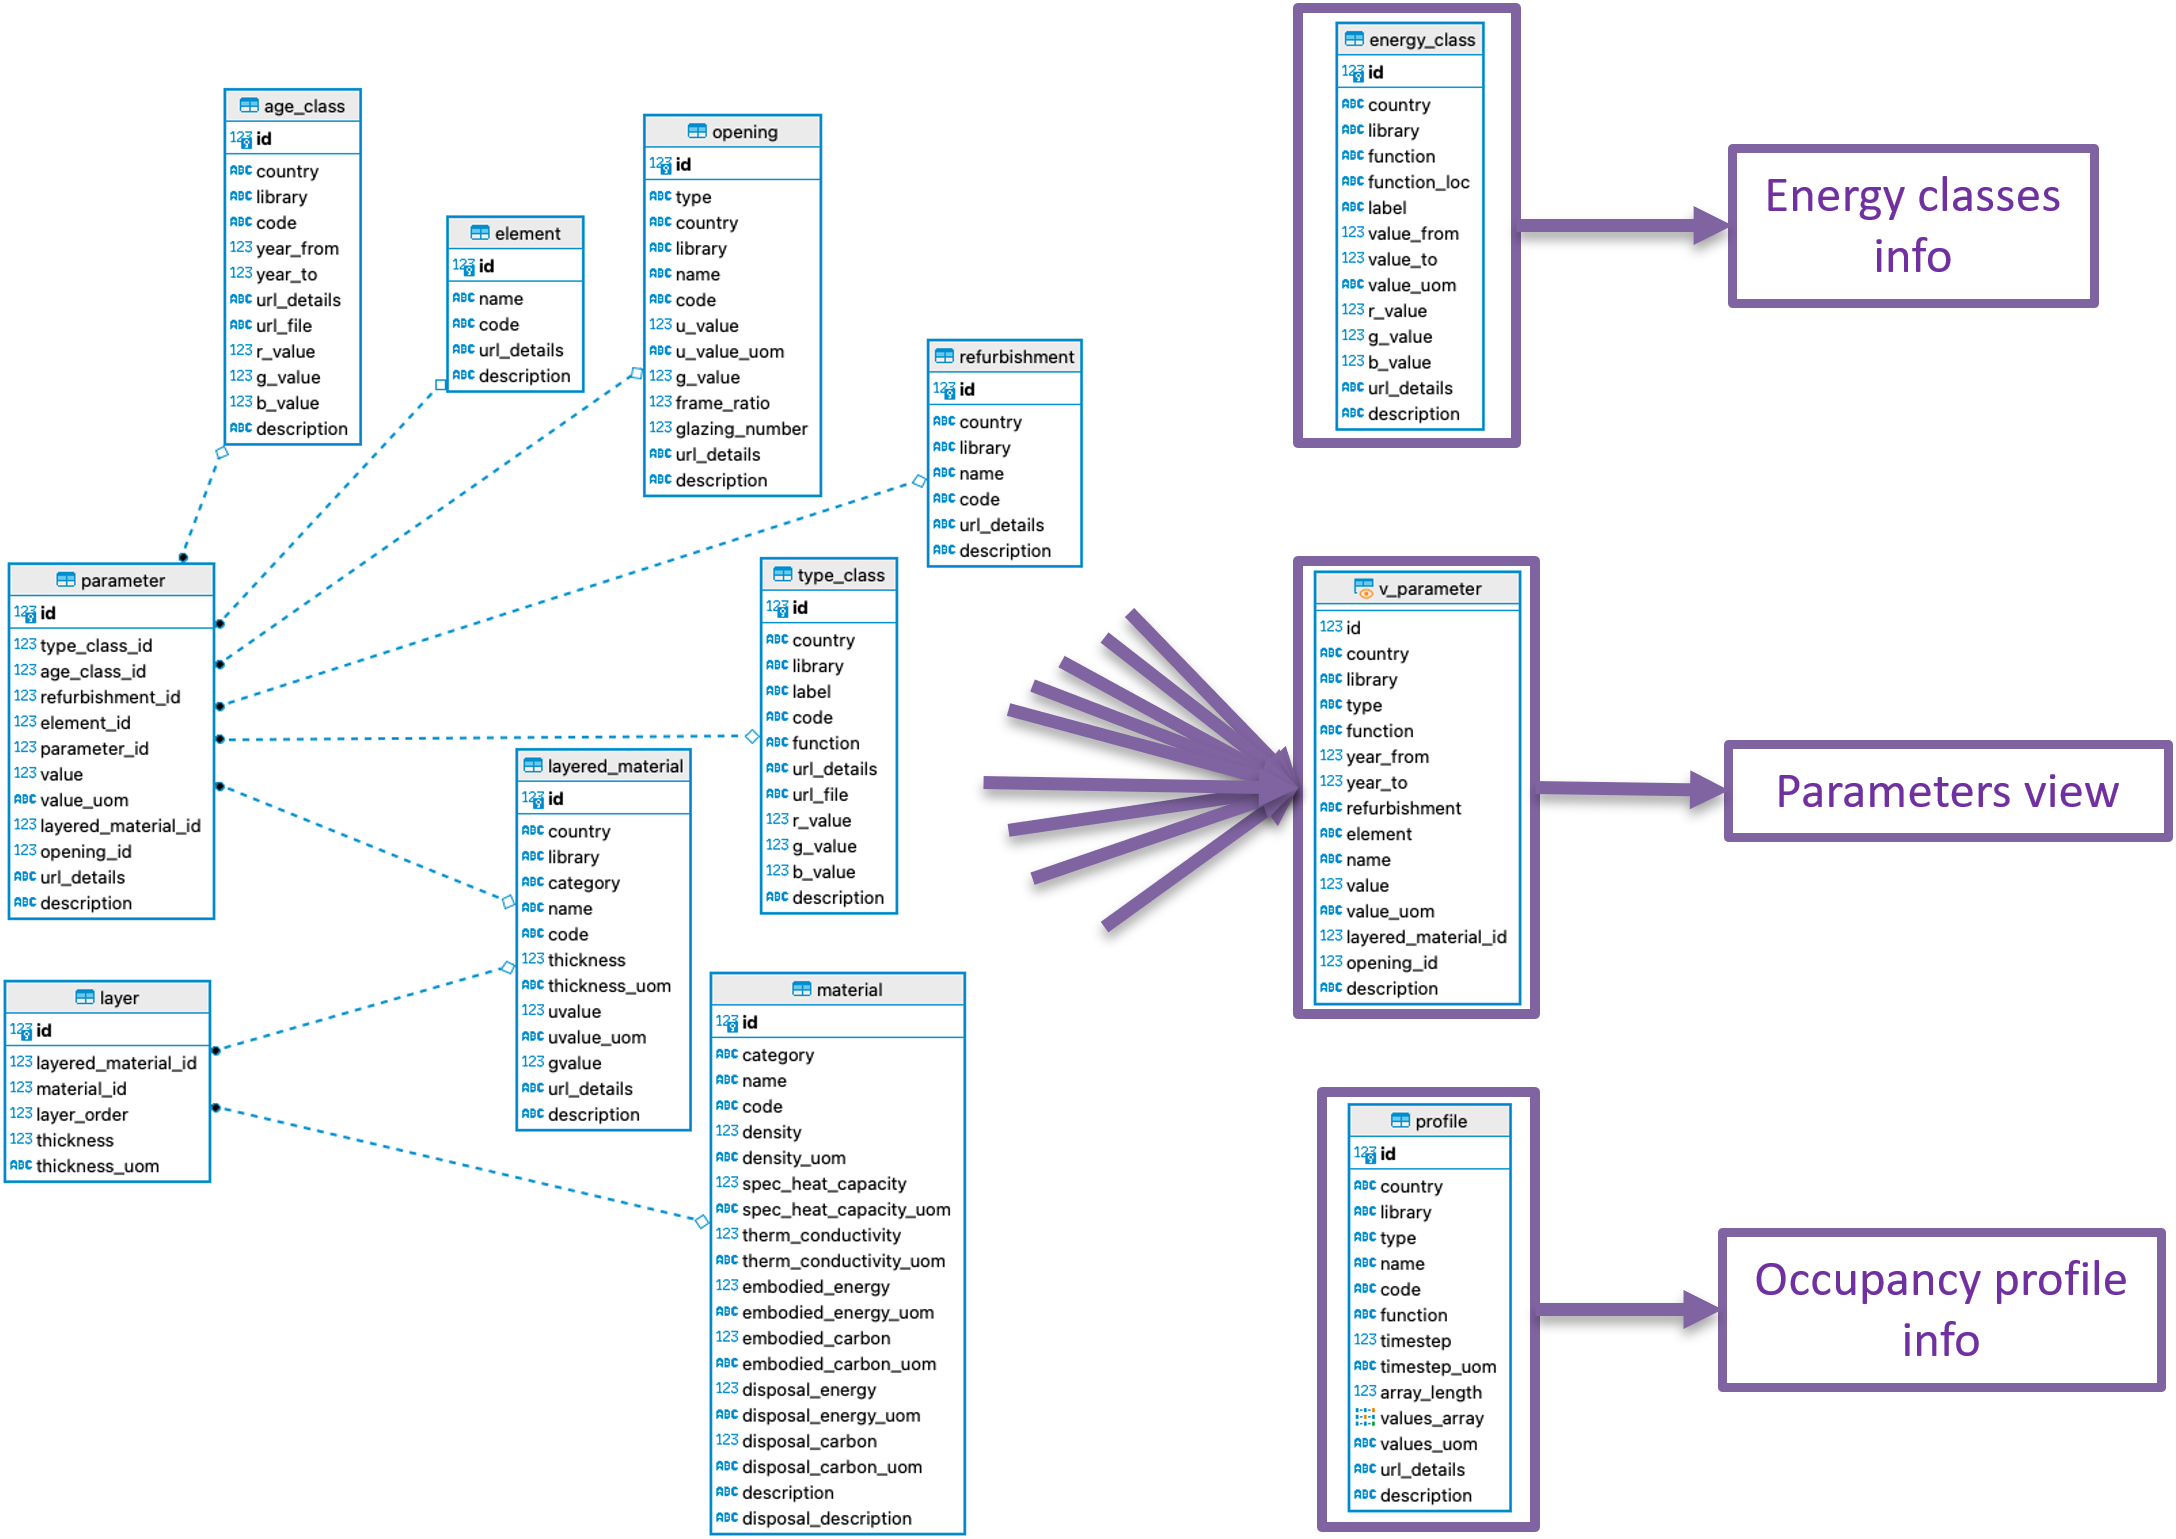 age_class
123 id
ABC country
ABC library
ABC code
123 year_from
123 year_to
ABC url_details
ABC url_file
123 r_value
123 g_value
123 b_value
ABC description
element
123 id
ABC name
ABC code
ABC url_details
ABC description
opening
123 id
ABC type
ABC country
ABC library
ABC name
ABC code
123 u_value
ABC u_value_uom
123 g_value
123 frame_ratio
123 glazing_number
ABC url_details
ABC description
refurbishment
123 id
ABC country
ABC library
ABC name
ABC code
ABC url_details
ABC description
parameter
123 id
123 type_class_id
123 age_class_id
123 refurbishment_id
123 element_id
123 parameter_id
123 value
ABC value_uom
123 layered_material_id
123 opening_id
ABC url_details
ABC description
type_class
123 id
ABC country
ABC library
ABC label
ABC code
ABC function
ABC url_details
ABC url_file
123 r_value
123 g_value
123 b_value
ABC description
layered_material
123 id
ABC country
ABC library
ABC category
ABC name
ABC code
123 thickness
ABC thickness_uom
123 uvalue
ABC uvalue_uom
123 gvalue
ABC url_details
ABC description
layer
123 id
123 layered_material_id
123 material_id
123 layer_order
123 thickness
ABC thickness_uom
material
123 id
ABC category
ABC name
ABC code
123 density
ABC density_uom
123 spec_heat_capacity
ABC spec_heat_capacity_uom
123 therm_conductivity
ABC therm_conductivity_uom
123 embodied_energy
ABC embodied_energy_uom
123 embodied_carbon
ABC embodied_carbon_uom
123 disposal_energy
ABC disposal_energy_uom
123 disposal_carbon
ABC disposal_carbon_uom
ABC description
ABC disposal_description
energy_class
123 id
ABC country
ABC library
ABC function
ABC function_loc
ABC label
123 value_from
123 value_to
ABC value_uom
123 r_value
123 g_value
123 b_value
ABC url_details
ABC description
Energy classes
info
v_parameter
123 id
ABC country
ABC library
ABC type
ABC function
123 year_from
123 year_to
ABC refurbishment
ABC element
ABC name
123 value
ABC value_uom
123 layered_material_id
123 opening_id
ABC description
Parameters view
profile
123 id
ABC country
ABC library
ABC type
ABC name
ABC code
ABC function
123 timestep
ABC timestep_uom
123 array_length
values_array
ABC values_uom
ABC url_details
ABC description
Occupancy profile
info